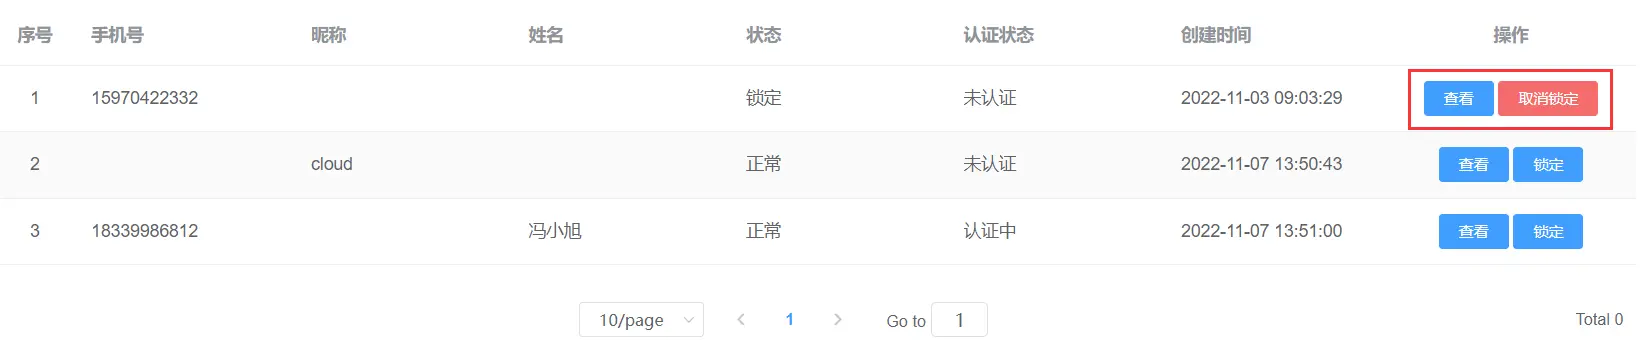 序号 手机号 昵称 姓名 状态 认证状态 创建时间 操作
1 15970422332 锁定 未认证 2022-11-03 09:03:29 查看 取消锁定
2 cloud 正常 未认证 2022-11-07 13:50:43 查看 锁定
3 18339986812 冯小旭 正常 认证中 2022-11-07 13:51:00 查看 锁定
10/page 1 Go to 1 Total 0